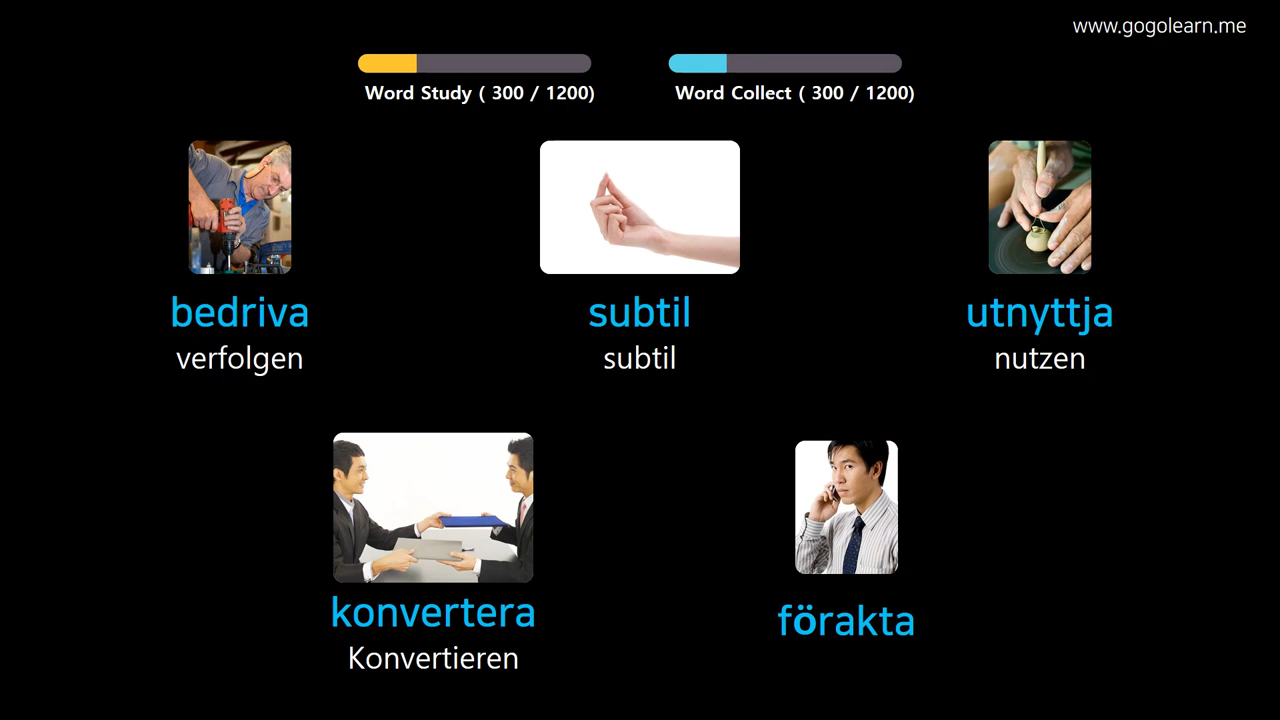 www.gogolearn.me
Word Study ( 300 / 1200)
Word Collect ( 300 / 1200)
bedriva
verfolgen
subtil
subtil
utnyttja
nutzen
konvertera
Konvertieren
förakta